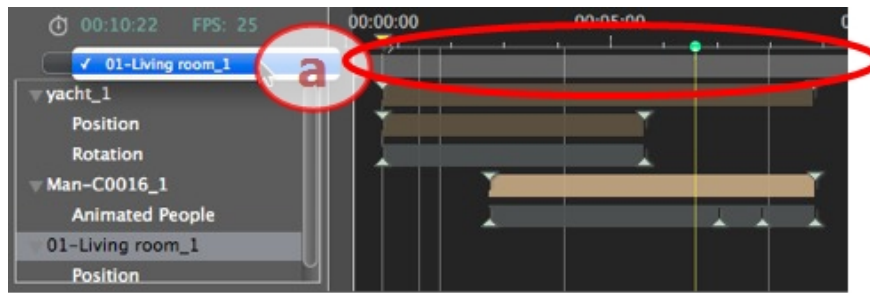 00:10:22 FPS: 25 00:00:00 00:05:00 0
✓ 01-Living room_1 a
yacht_1
Position
Rotation
Man-C0016_1
Animated People
01-Living room_1
Position